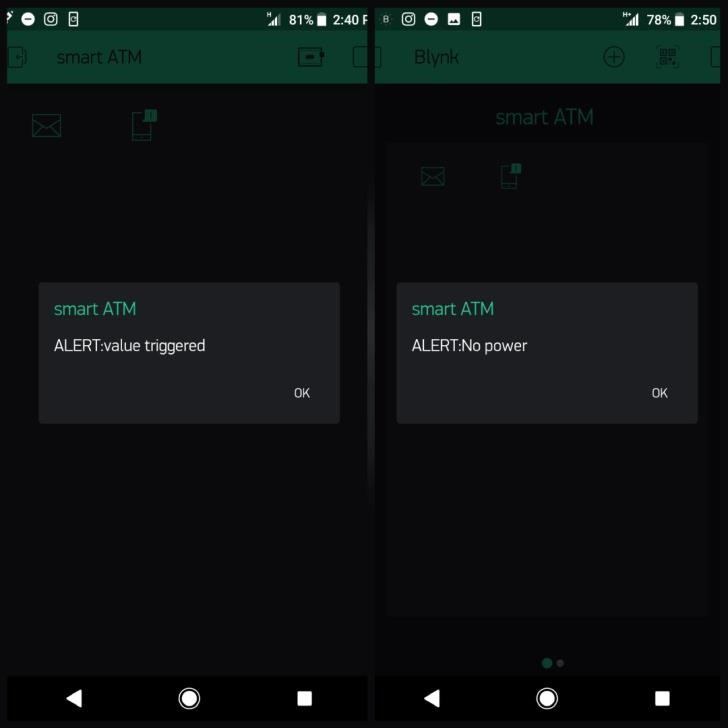 H 81% 2:40 P
smart ATM
smart ATM
ALERT:value triggered
OK
B H+ 78% 2:50
Blynk
smart ATM
smart ATM
ALERT:No power
OK